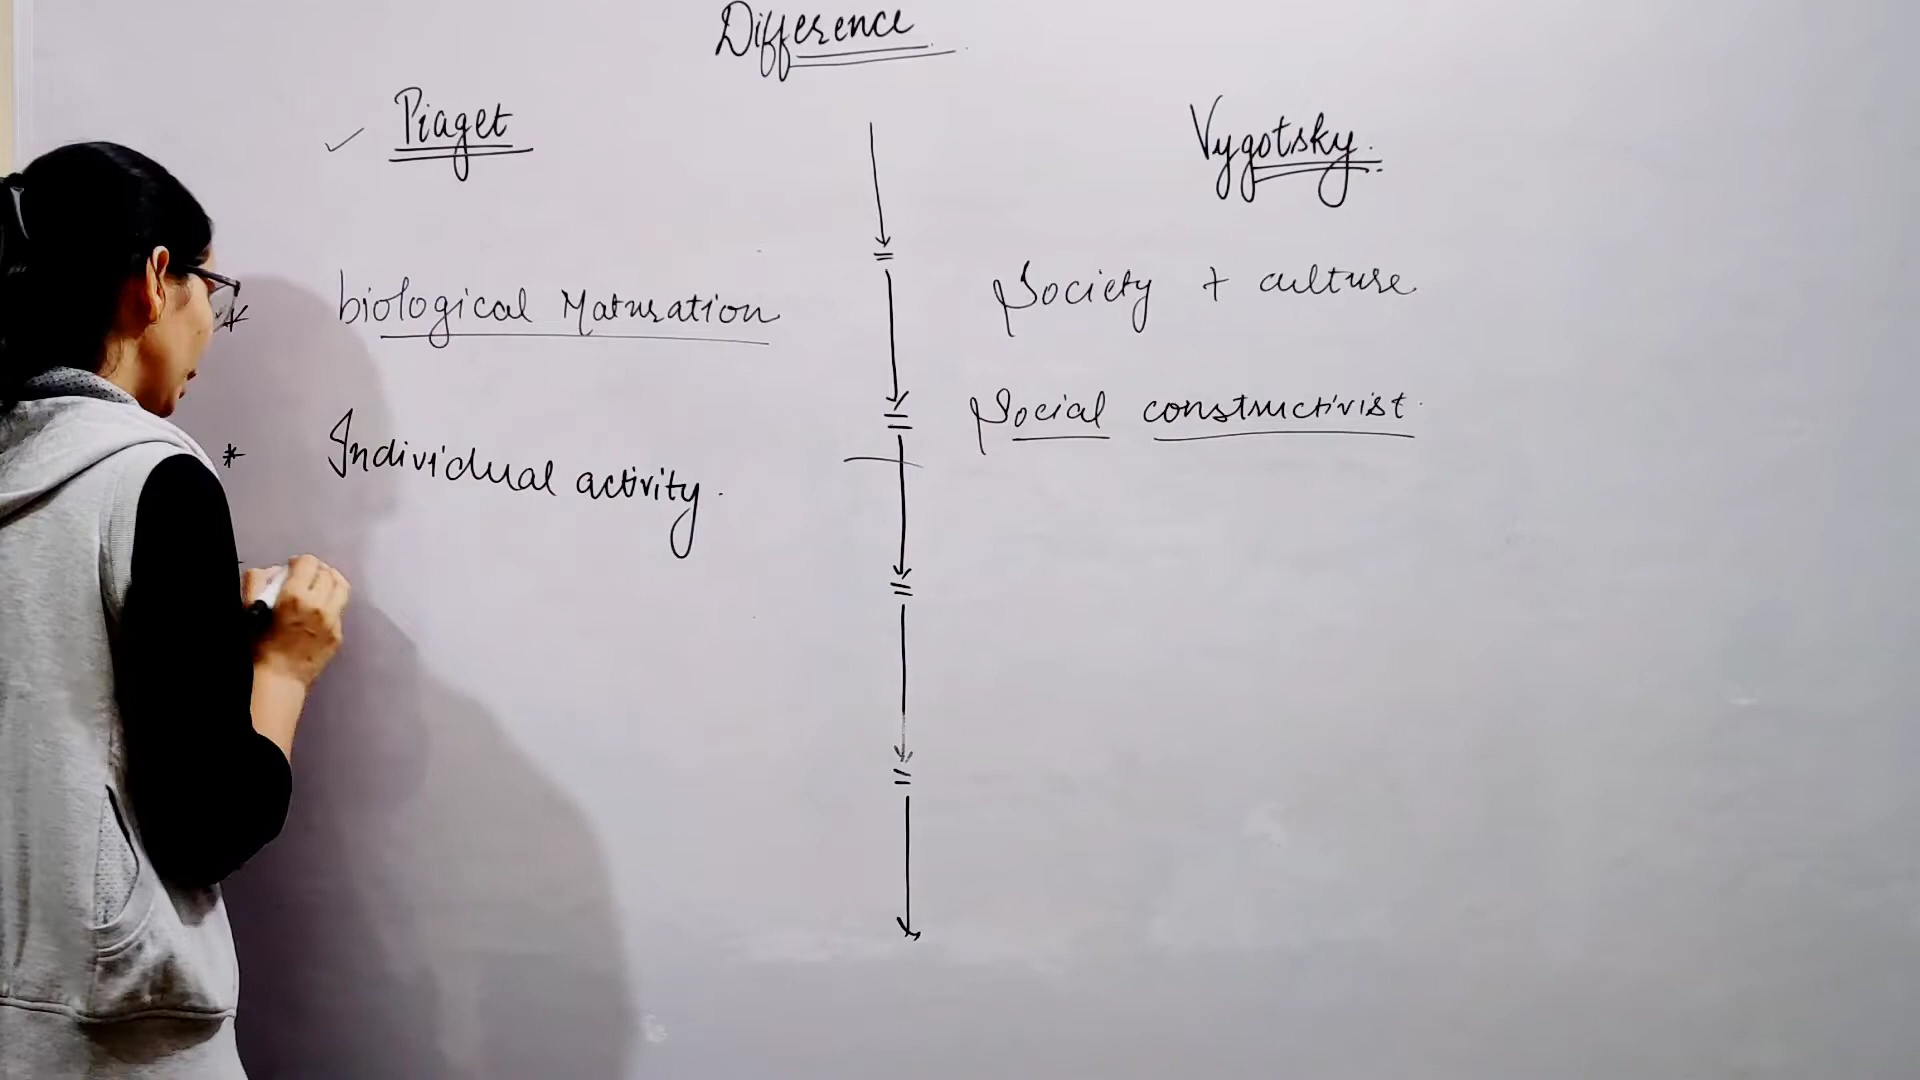 Difference
Piaget
Vygotsky.
* biological Maturation
Society + culture
* Individual activity.
Social constructivist.